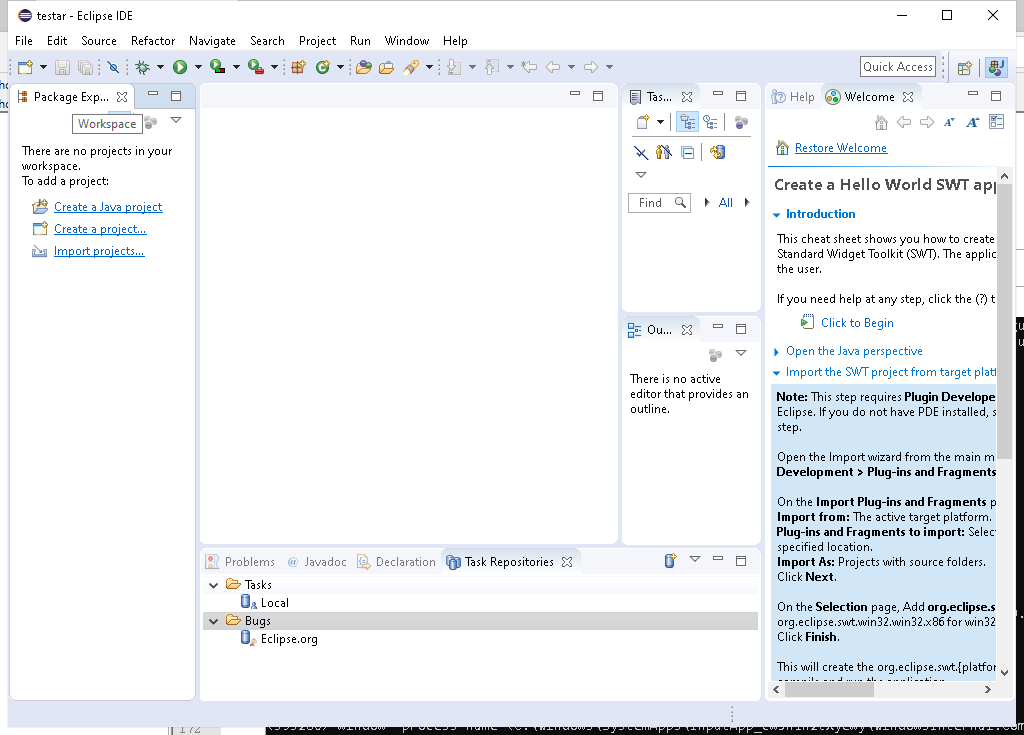 testar - Eclipse IDE
File Edit Source Refactor Navigate Search Project Run Window Help
Quick Access
Package Exp...
Workspace
There are no projects in your
workspace.
To add a project:
Create a Java project
Create a project...
Import projects...
Tas...
Find
All
Ou...
There is no active
editor that provides an
outline.
Help Welcome
Restore Welcome
Create a Hello World SWT app
Introduction
This cheat sheet shows you how to create
Standard Widget Toolkit (SWT). The applic
the user.
If you need help at any step, click the (?) t
Click to Begin
Open the Java perspective
Import the SWT project from target platf
Note: This step requires Plugin Develope
Eclipse. If you do not have PDE installed, s
step.
Open the Import wizard from the main m
Development > Plug-ins and Fragments
On the Import Plug-ins and Fragments p
Import from: The active target platform.
Plug-ins and Fragments to import: Selec
specified location.
Import As: Projects with source folders.
Click Next.
On the Selection page, Add org.eclipse.s
org.eclipse.swt.win32.win32.x86 for win32
Click Finish.
This will create the org.eclipse.swt.{platfor
Problems Javadoc Declaration Task Repositories
Tasks
Local
Bugs
Eclipse.org
172